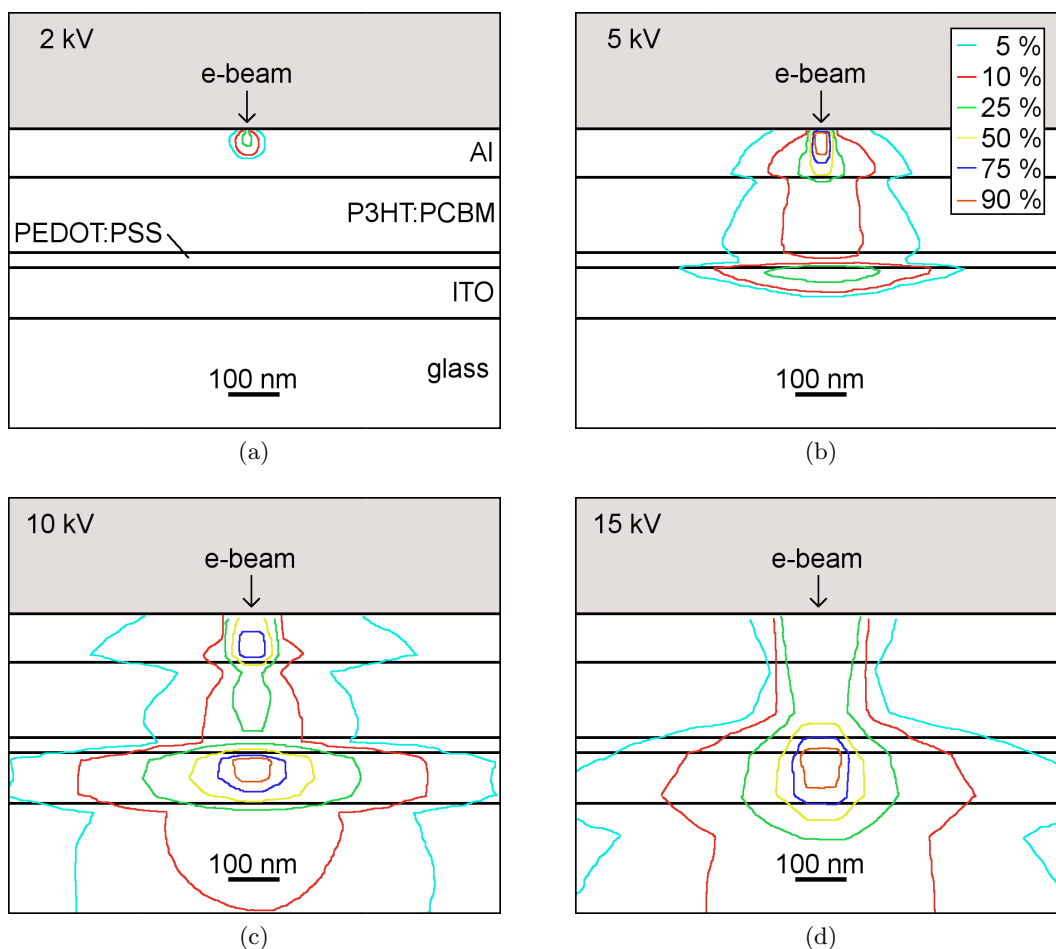 2 kV
e-beam
Al
P3HT:PCBM
PEDOT:PSS
ITO
glass
100 nm
(a)
5 kV
e-beam
5 %
10 %
25 %
50 %
75 %
90 %
100 nm
(b)
10 kV
e-beam
100 nm
(c)
15 kV
e-beam
100 nm
(d)